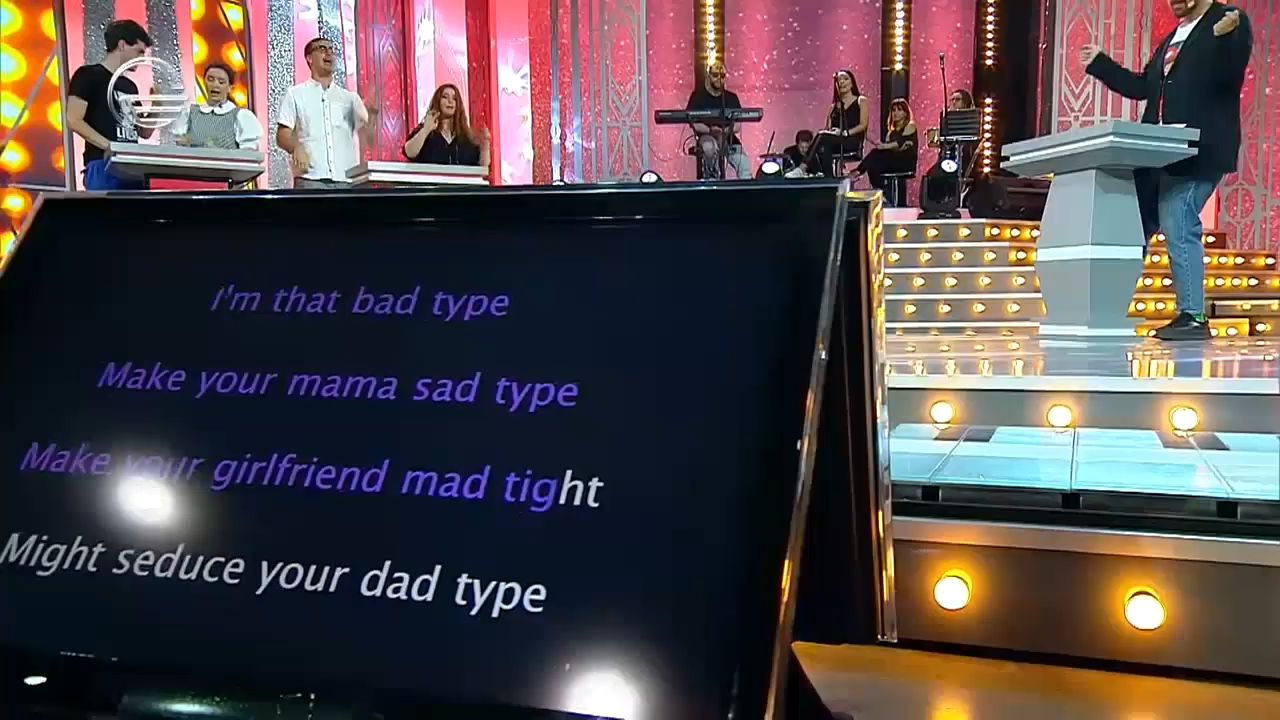 I'm that bad type
Make your mama sad type
Make your girlfriend mad tight
Might seduce your dad type